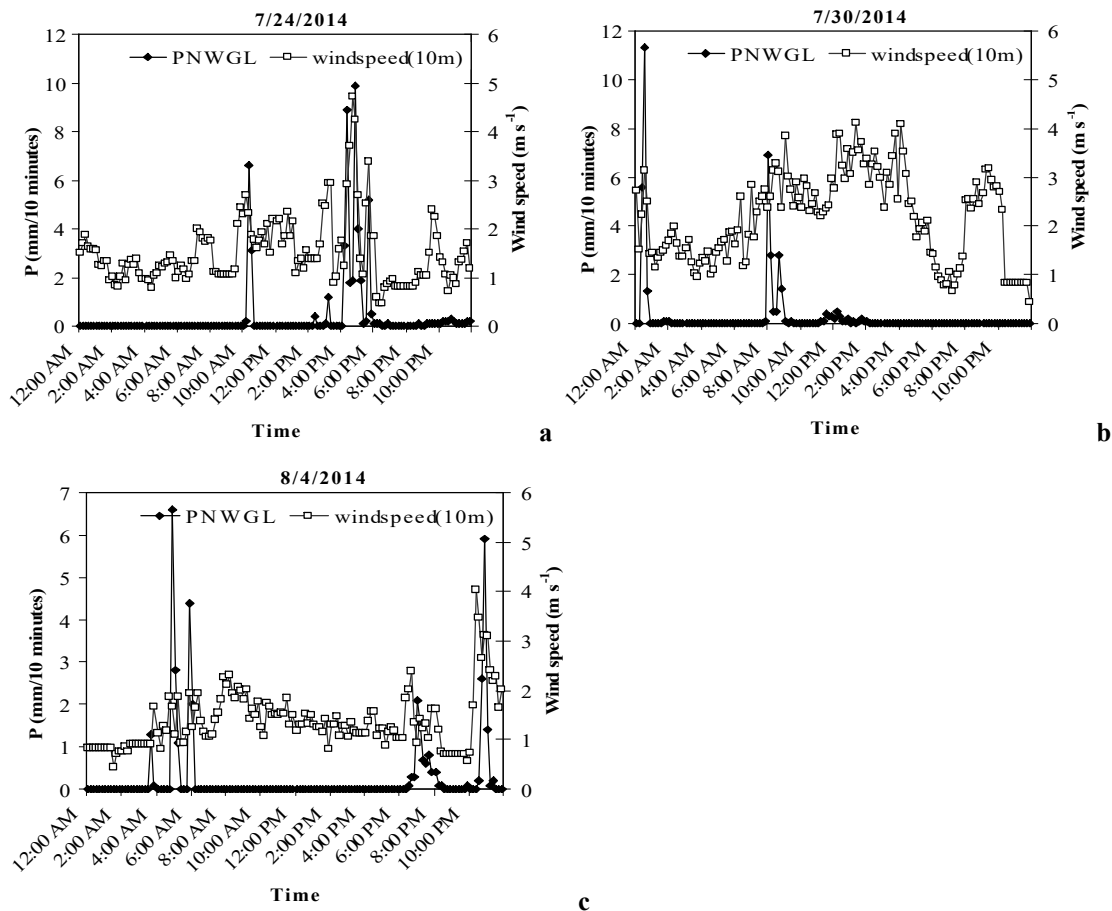 7/24/2014
PNWGL windspeed(10m)
P (mm/10 minutes)
12
10
8
6
4
2
0
6
5
4
3
2
1
0
Wind speed (m s-1)
12:00 AM
2:00 AM
4:00 AM
6:00 AM
8:00 AM
10:00 AM
12:00 PM
2:00 PM
4:00 PM
6:00 PM
8:00 PM
10:00 PM
Time
a
7/30/2014
PNWGL windspeed(10m)
P (mm/10 minutes)
12
10
8
6
4
2
0
6
5
4
3
2
1
0
Wind speed (m s-1)
12:00 AM
2:00 AM
4:00 AM
6:00 AM
8:00 AM
10:00 AM
12:00 PM
2:00 PM
4:00 PM
6:00 PM
8:00 PM
10:00 PM
Time
b
8/4/2014
PNWGL windspeed(10m)
P (mm/10 minutes)
7
6
5
4
3
2
1
0
6
5
4
3
2
1
0
Wind speed (m s-1)
12:00 AM
2:00 AM
4:00 AM
6:00 AM
8:00 AM
10:00 AM
12:00 PM
2:00 PM
4:00 PM
6:00 PM
8:00 PM
10:00 PM
Time
c